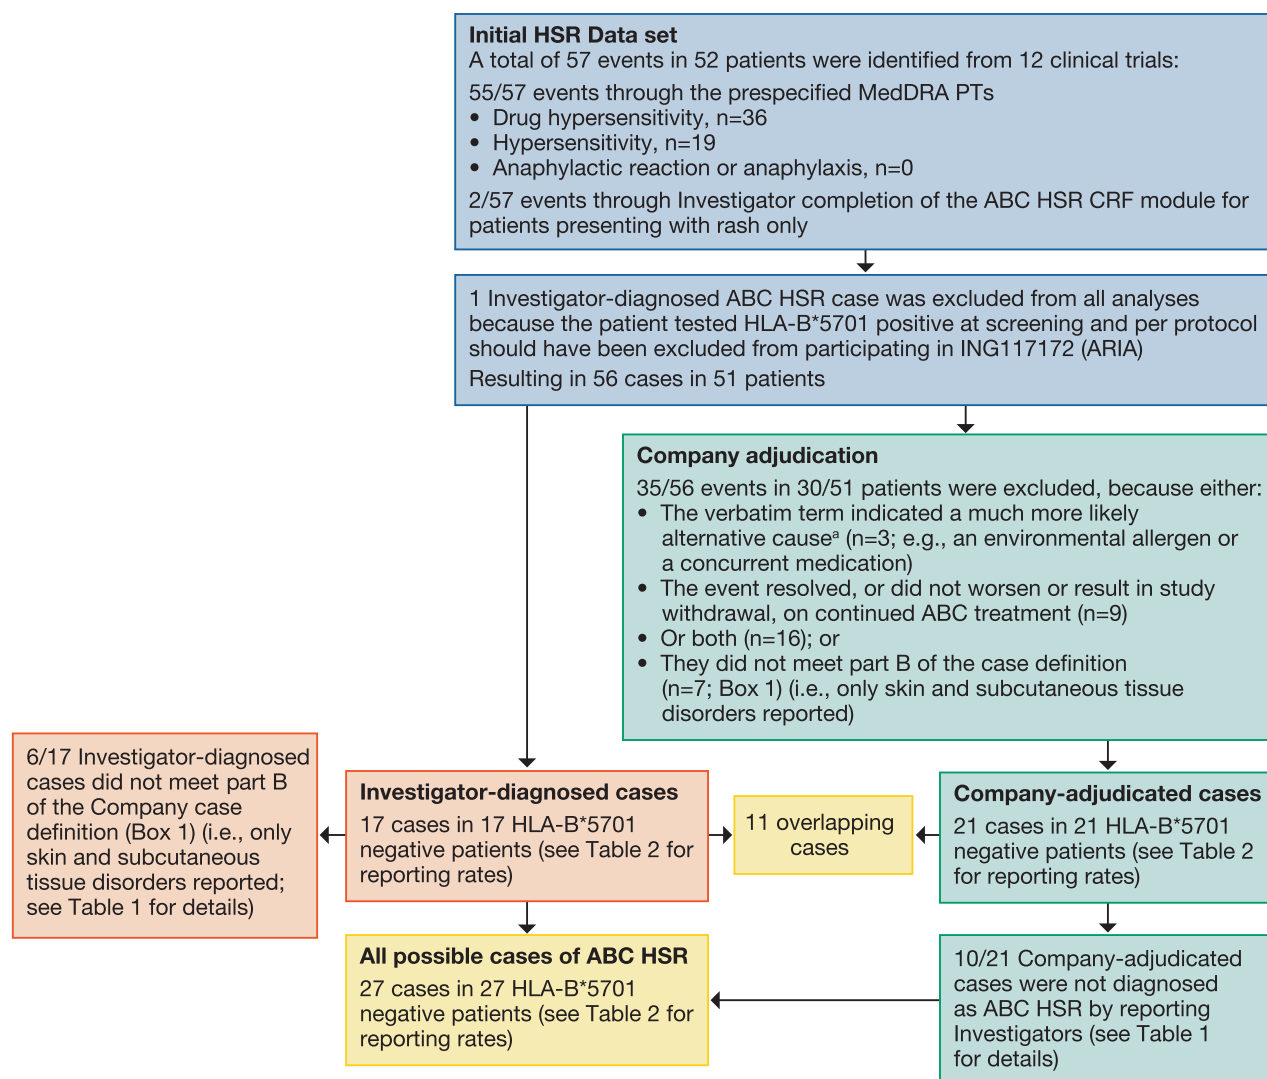 Initial HSR Data set
A total of 57 events in 52 patients were identified from 12 clinical trials:
55/57 events through the prespecified MedDRA PTs
• Drug hypersensitivity, n=36
• Hypersensitivity, n=19
• Anaphylactic reaction or anaphylaxis, n=0
2/57 events through Investigator completion of the ABC HSR CRF module for
patients presenting with rash only
1 Investigator-diagnosed ABC HSR case was excluded from all analyses
because the patient tested HLA-B*5701 positive at screening and per protocol
should have been excluded from participating in ING117172 (ARIA)
Resulting in 56 cases in 51 patients
Company adjudication
35/56 events in 30/51 patients were excluded, because either:
• The verbatim term indicated a much more likely
alternative causeᵃ (n=3; e.g., an environmental allergen or
a concurrent medication)
• The event resolved, or did not worsen or result in study
withdrawal, on continued ABC treatment (n=9)
• Or both (n=16); or
• They did not meet part B of the case definition
(n=7; Box 1) (i.e., only skin and subcutaneous tissue
disorders reported)
6/17 Investigator-diagnosed
cases did not meet part B
of the Company case
definition (Box 1) (i.e., only
skin and subcutaneous
tissue disorders reported;
see Table 1 for details)
Investigator-diagnosed cases
17 cases in 17 HLA-B*5701
negative patients (see Table 2 for
reporting rates)
11 overlapping
cases
Company-adjudicated cases
21 cases in 21 HLA-B*5701
negative patients (see Table 2
for reporting rates)
All possible cases of ABC HSR
27 cases in 27 HLA-B*5701
negative patients (see Table 2 for
reporting rates)
10/21 Company-adjudicated
cases were not diagnosed
as ABC HSR by reporting
Investigators (see Table 1
for details)